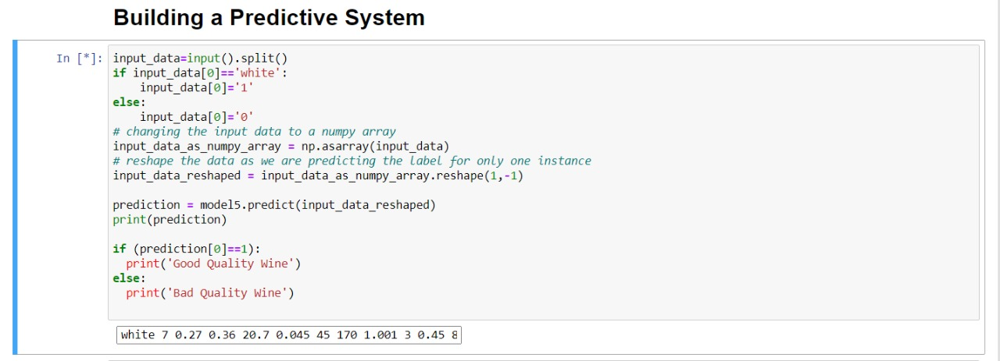 Building a Predictive System
In [*]: input_data=input().split()
if input_data[0]=='white':
    input_data[0]='1'
else:
    input_data[0]='0'
# changing the input data to a numpy array
input_data_as_numpy_array = np.asarray(input_data)
# reshape the data as we are predicting the label for only one instance
input_data_reshaped = input_data_as_numpy_array.reshape(1,-1)
prediction = model5.predict(input_data_reshaped)
print(prediction)
if (prediction[0]==1):
  print('Good Quality Wine')
else:
  print('Bad Quality Wine')
white 7 0.27 0.36 20.7 0.045 45 170 1.001 3 0.45 8